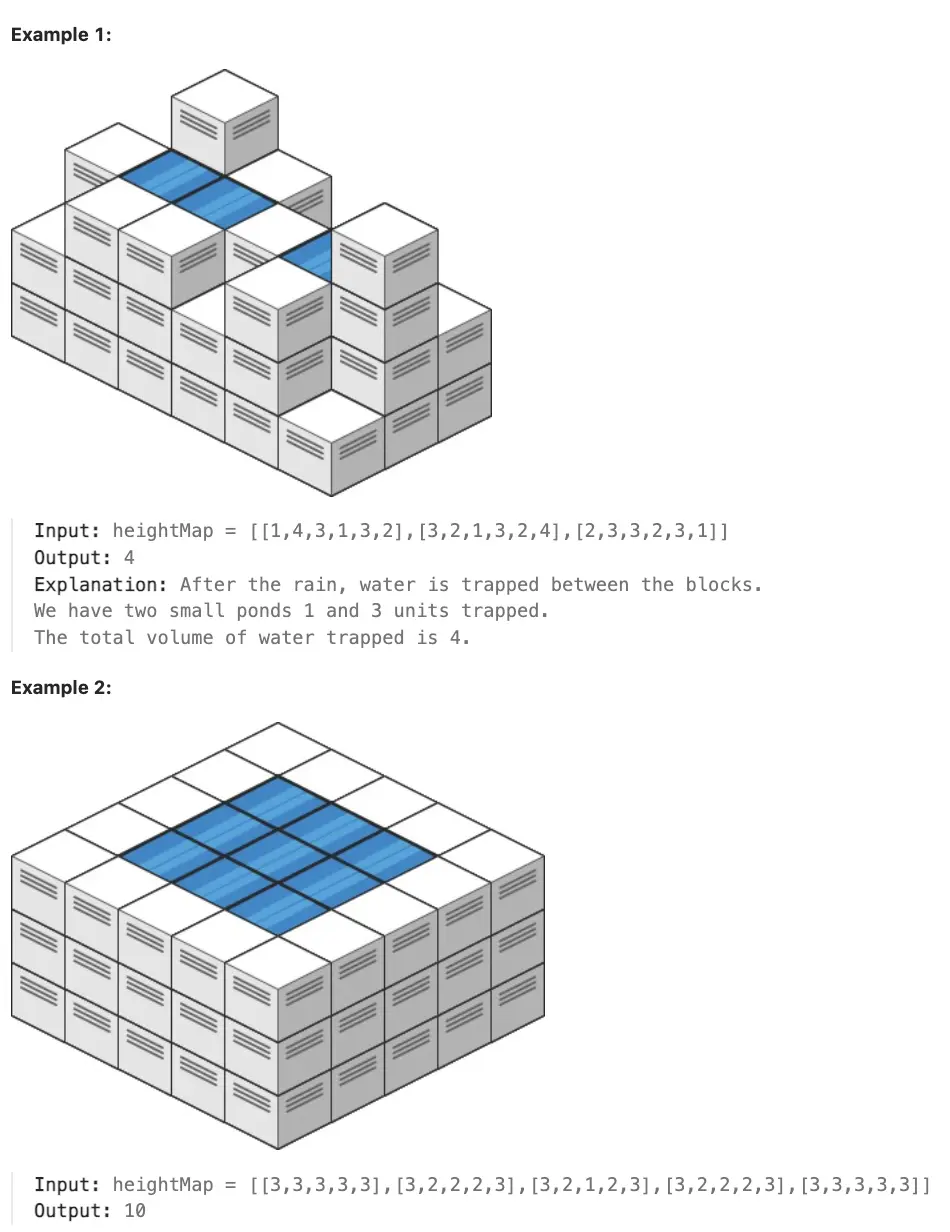 Example 1:
Input: heightMap = [[1,4,3,1,3,2],[3,2,1,3,2,4],[2,3,3,2,3,1]]
Output: 4
Explanation: After the rain, water is trapped between the blocks.
We have two small ponds 1 and 3 units trapped.
The total volume of water trapped is 4.
Example 2:
Input: heightMap = [[3,3,3,3,3],[3,2,2,2,3],[3,2,1,2,3],[3,2,2,2,3],[3,3,3,3,3]]
Output: 10